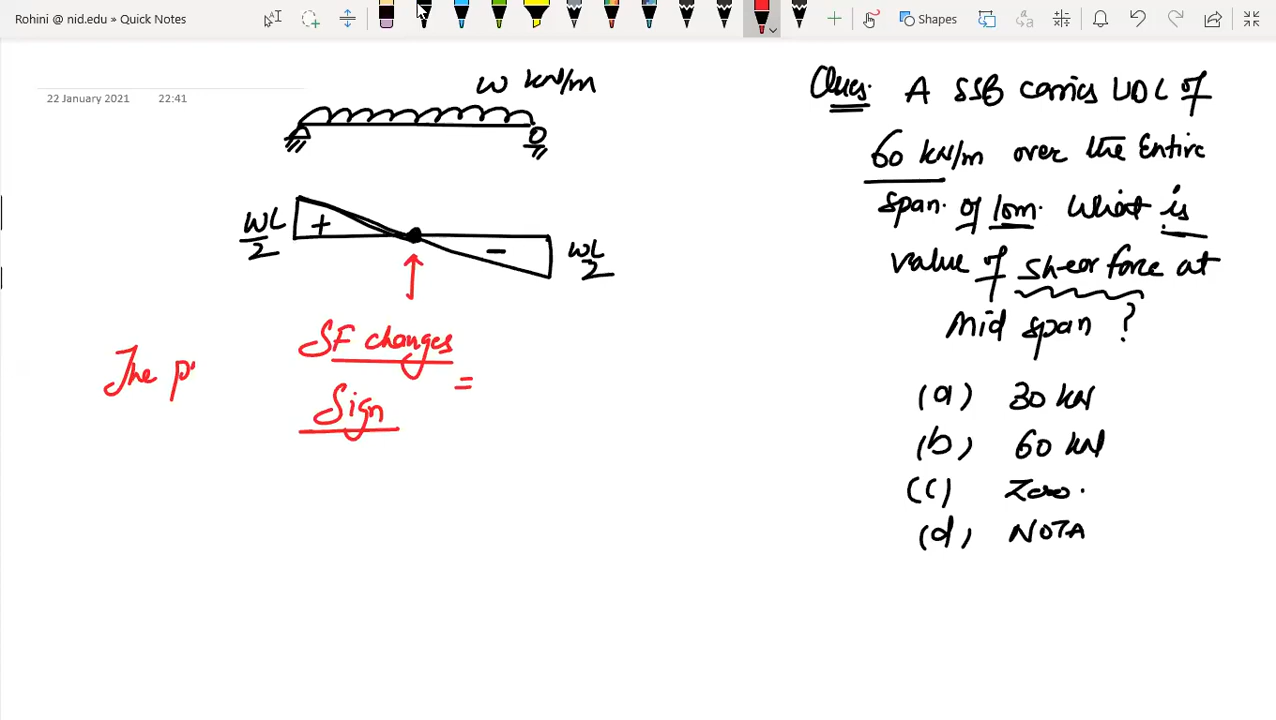 Rohini @ nid.edu » Quick Notes
Shapes
22 January 2021 22:41
w kN/m
WL/2
+
-
WL/2
SF changes
Sign
=
The p
Ques: A SSB carries UDL of
60 kN/m over the Entire
span of 10m. What is
value of shear force at
Mid span ?
(a) 30 kN
(b) 60 kN
(c) Zero.
(d) NOTA